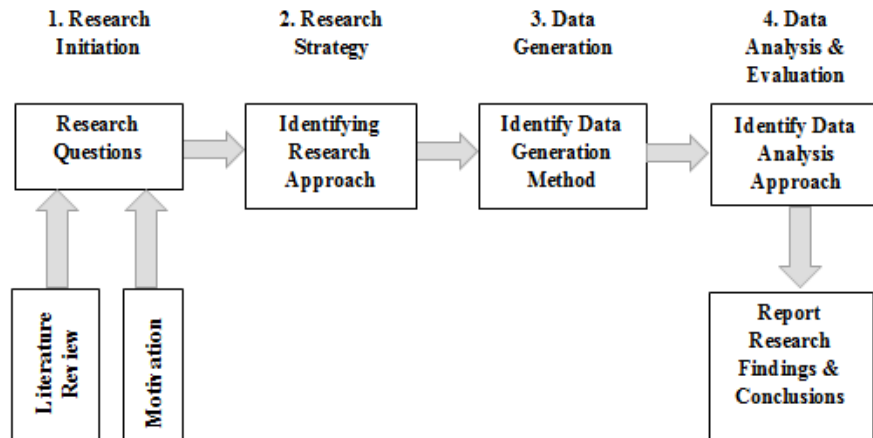 1. Research
Initiation
2. Research
Strategy
3. Data
Generation
4. Data
Analysis &
Evaluation
Research
Questions
Identifying
Research
Approach
Identify Data
Generation
Method
Identify Data
Analysis
Approach
Literature
Review
Motivation
Report
Research
Findings &
Conclusions